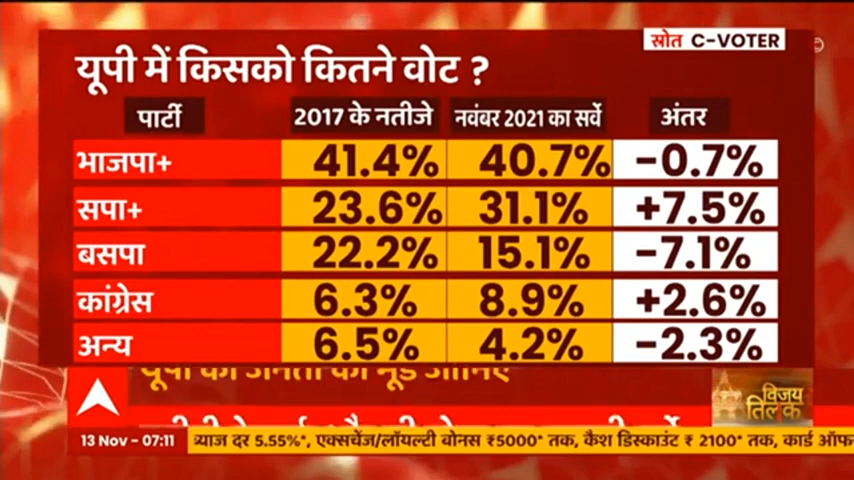 स्रोत C-VOTER
यूपी में किसको कितने वोट ?
पार्टी 2017 के नतीजे नवंबर 2021 का सर्वे अंतर
भाजपा+ 41.4% 40.7% -0.7%
सपा+ 23.6% 31.1% +7.5%
बसपा 22.2% 15.1% -7.1%
कांग्रेस 6.3% 8.9% +2.6%
अन्य 6.5% 4.2% -2.3%
यूपी की जनता का मूड जानिए
विजय
तिलक
13 Nov - 07:11 ब्याज दर 5.55%*, एक्सचेंज/लॉयल्टी बोनस ₹5000* तक, कैश डिस्काउंट ₹ 2100* तक, कार्ड ऑफ